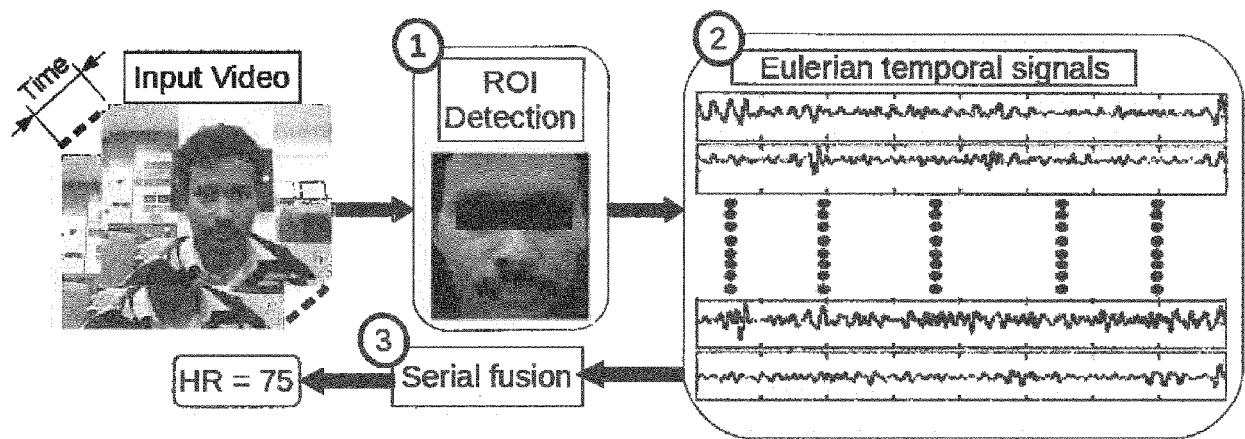 Time
Input Video
1
ROI
Detection
2
Eulerian temporal signals
3
Serial fusion
HR = 75